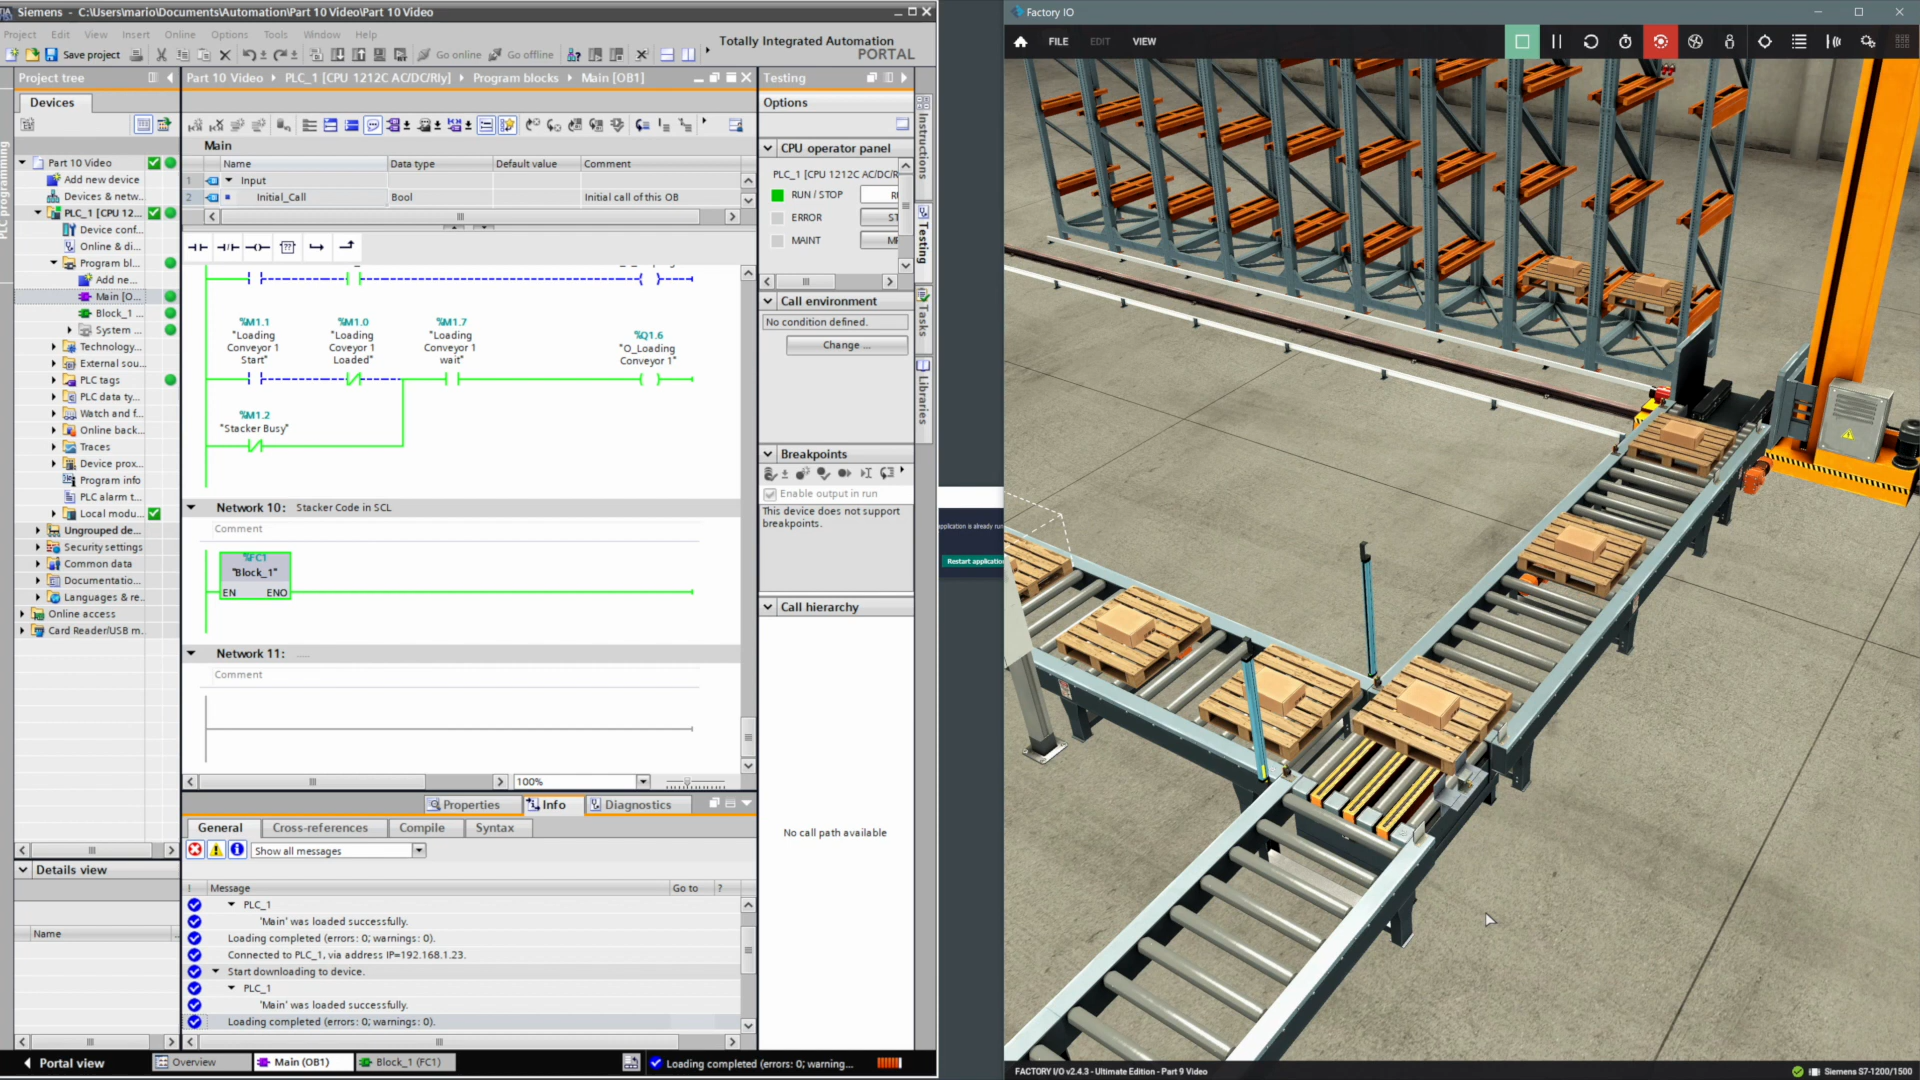 Siemens - C:\Users\mario\Documents\Automation\Part 10 Video\Part 10 Video
Project Edit View Insert Online Options Tools Window Help
Totally Integrated Automation
PORTAL
Save project
Go online
Go offline
Project tree
Part 10 Video PLC_1 [CPU 1212C AC/DC/Rly] Program blocks Main [OB1]
Testing
Devices
Options
PLC programming
Part 10 Video
Add new device
Devices & netw...
PLC_1 [CPU 12...
Device conf...
Online & di...
Program bl...
Add ne...
Main [O...
Block_1 ...
System ...
Technology...
External sou...
PLC tags
PLC data ty...
Watch and f...
Online back...
Traces
Device prox...
Program info
PLC alarm t...
Local modu...
Ungrouped de...
Security settings
Common data
Documentatio...
Languages & re...
Online access
Card Reader/USB m...
Details view
Name
Main
Name Data type Default value Comment
1 Input
2 Initial_Call Bool Initial call of this OB
%M1.1
"Loading
Conveyor 1
Start"
%M1.0
"Loading
Coveyor 1
Loaded"
%M1.7
"Loading
Conveyor 1
wait"
%Q1.6
"O_Loading
Conveyor 1"
%M1.2
"Stacker Busy"
Network 10: Stacker Code in SCL
Comment
%FC1
"Block_1"
EN ENO
Network 11: ......
Comment
100%
Properties Info Diagnostics
General Cross-references Compile Syntax
Show all messages
! Message Go to ?
PLC_1
'Main' was loaded successfully.
Loading completed (errors: 0; warnings: 0).
Connected to PLC_1, via address IP=192.168.1.23.
Start downloading to device.
PLC_1
'Main' was loaded successfully.
Loading completed (errors: 0; warnings: 0).
CPU operator panel
PLC_1 [CPU 1212C AC/DC/R
RUN / STOP
ERROR
MAINT
Call environment
No condition defined.
Change ...
Breakpoints
Enable output in run
This device does not support
breakpoints.
Call hierarchy
No call path available
Instructions
Testing
Tasks
Libraries
Portal view
Overview
Main (OB1)
Block_1 (FC1)
Loading completed (errors: 0; warning...
application is already run
Restart applicatio
Factory IO
FILE EDIT VIEW
FACTORY I/O v2.4.3 - Ultimate Edition - Part 9 Video
Siemens S7-1200/1500